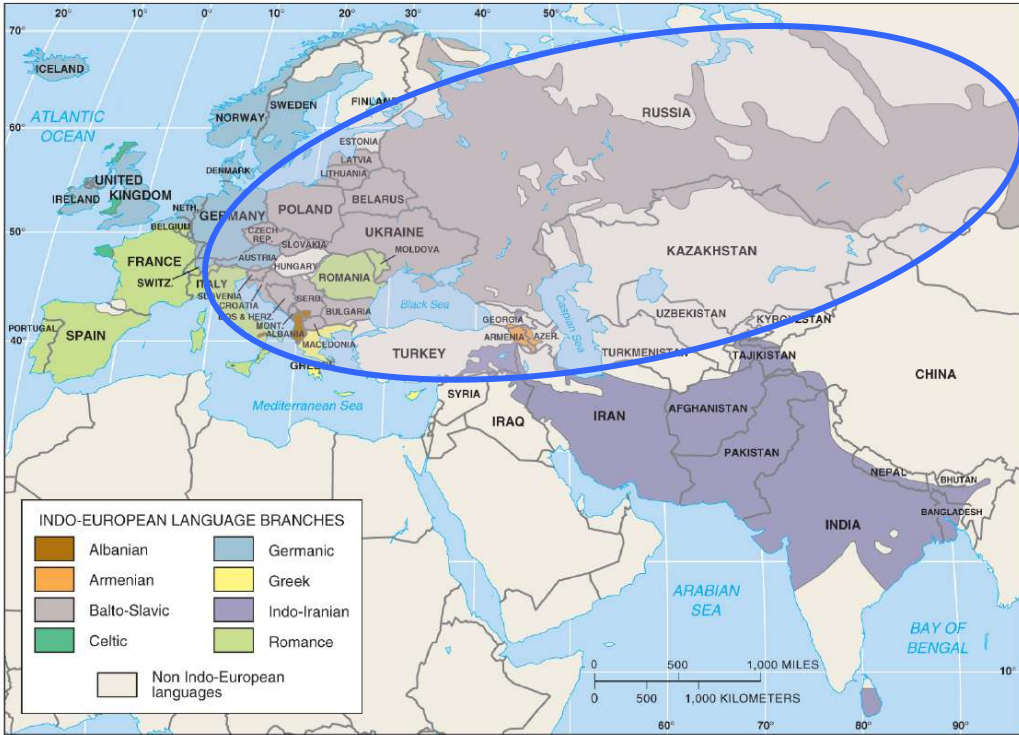 20°
10°
0°
10°
20°
30°
40°
50°
70°
ICELAND
FINLAND
SWEDEN
NORWAY
RUSSIA
ATLANTIC
OCEAN
60°
ESTONIA
LATVIA
LITHUANIA
DENMARK
UNITED
KINGDOM
IRELAND
NETH.
GERMANY
POLAND
BELARUS
BELGIUM
50°
CZECH
REP.
UKRAINE
SLOVAKIA
MOLDOVA
KAZAKHSTAN
FRANCE
AUSTRIA
HUNGARY
SWITZ.
ITALY
ROMANIA
SLOVENIA
CROATIA
SERB.
BOS & HERZ.
BULGARIA
Black Sea
Caspian Sea
UZBEKISTAN
KYRGYZSTAN
GEORGIA
MONT.
ALBANIA
MACEDONIA
ARMENIA
AZER.
PORTUGAL
SPAIN
40°
TURKEY
TURKMENISTAN
TAJIKISTAN
CHINA
GREECE
SYRIA
Mediterranean Sea
IRAQ
IRAN
AFGHANISTAN
PAKISTAN
NEPAL
BHUTAN
BANGLADESH
INDIA
INDO-EUROPEAN LANGUAGE BRANCHES
Albanian
Germanic
Armenian
Greek
Balto-Slavic
Indo-Iranian
Celtic
Romance
Non Indo-European
languages
ARABIAN
SEA
BAY OF
BENGAL
0
500
1,000 MILES
0
500
1,000 KILOMETERS
10°
60°
70°
80°
90°